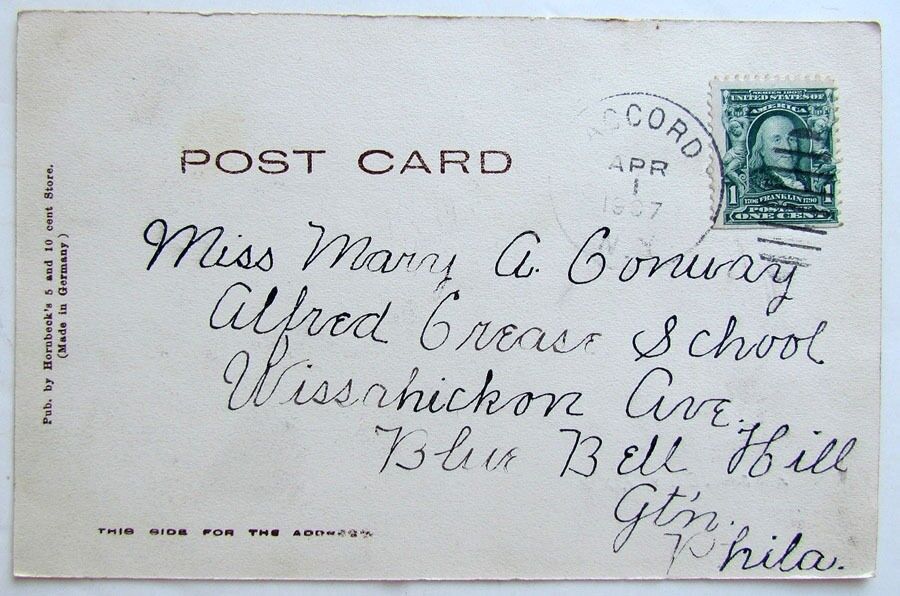 POST CARD
ACCORD
APR
1
1907
N.Y.
SERIES 1902
UNITED STATES OF
AMERICA
1
1706 FRANKLIN 1790
POSTAGE
ONE CENT
Miss Mary A. Conway
Alfred Crease School
Wissahickon Ave.
Blue Bell Hill
Gt'n.
Phila.
THIS SIDE FOR THE ADDRESS
Pub. by Hornbeck's 5 and 10 cent Store.
(Made in Germany)